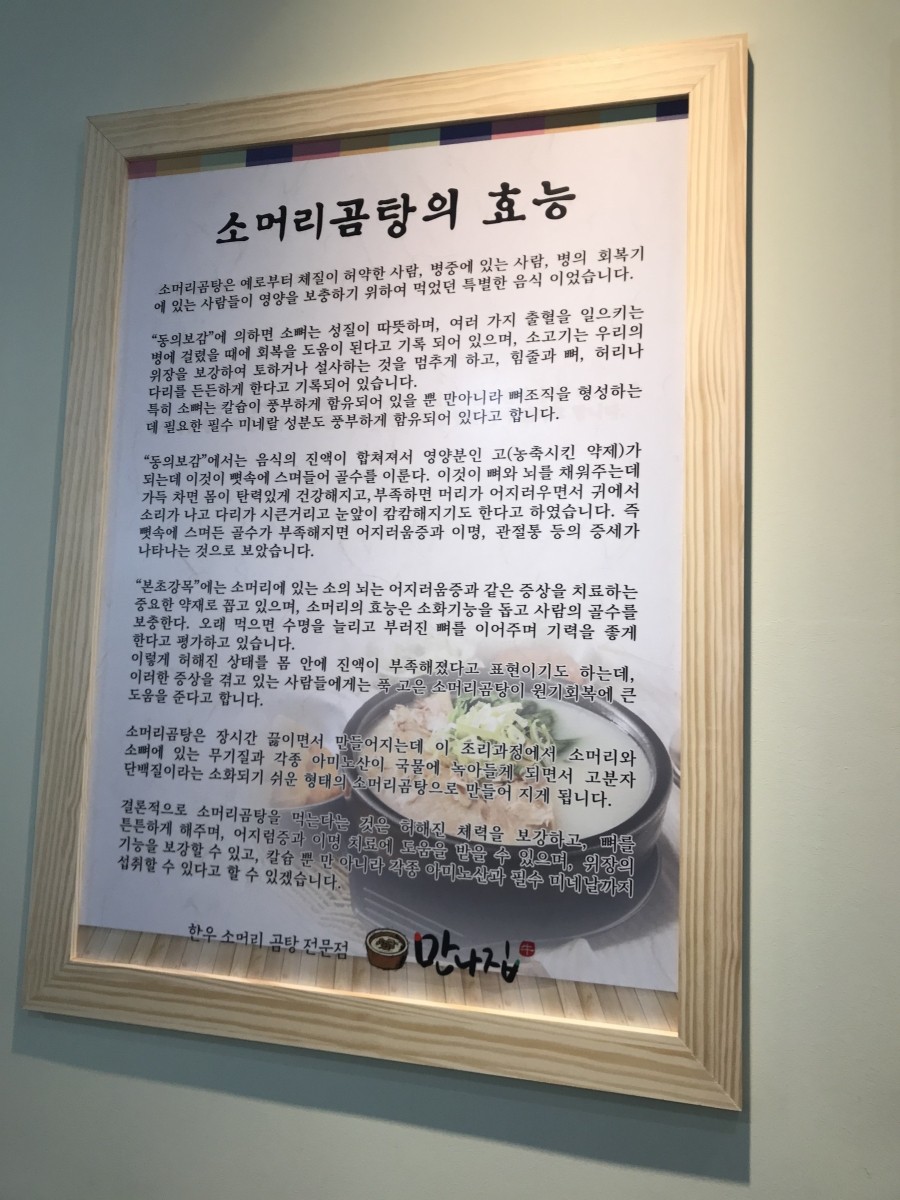 소머리곰탕의 효능
소머리곰탕은 예로부터 체질이 허약한 사람, 병중에 있는 사람, 병의 회복기
에 있는 사람들이 영양을 보충하기 위하여 먹었던 특별한 음식 이었습니다.
“동의보감”에 의하면 소뼈는 성질이 따뜻하며, 여러 가지 출혈을 일으키는
병에 걸렸을 때에 회복을 도움이 된다고 기록 되어 있으며, 소고기는 우리의
위장을 보강하여 토하거나 설사하는 것을 멈추게 하고, 힘줄과 뼈, 허리나
다리를 든든하게 한다고 기록되어 있습니다.
특히 소뼈는 칼슘이 풍부하게 함유되어 있을 뿐 만아니라 뼈조직을 형성하는
데 필요한 필수 미네랄 성분도 풍부하게 함유되어 있다고 합니다.
“동의보감”에서는 음식의 진액이 합쳐져서 영양분인 고(농축시킨 약제)가
되는데 이것이 뼛속에 스며들어 골수를 이룬다. 이것이 뼈와 뇌를 채워주는데
가득 차면 몸이 탄력있게 건강해지고, 부족하면 머리가 어지러우면서 귀에서
소리가 나고 다리가 시큰거리고 눈앞이 캄캄해지기도 한다고 하였습니다. 즉
뼛속에 스며든 골수가 부족해지면 어지러움증과 이명, 관절통 등의 증세가
나타나는 것으로 보았습니다.
“본초강목”에는 소머리에 있는 소의 뇌는 어지러움증과 같은 증상을 치료하는
중요한 약재로 꼽고 있으며, 소머리의 효능은 소화기능을 돕고 사람의 골수를
보충한다. 오래 먹으면 수명을 늘리고 부러진 뼈를 이어주며 기력을 좋게
한다고 평가하고 있습니다.
이렇게 허해진 상태를 몸 안에 진액이 부족해졌다고 표현이기도 하는데,
이러한 증상을 겪고 있는 사람들에게는 푹 고은 소머리곰탕이 원기회복에 큰
도움을 준다고 합니다.
소머리곰탕은 장시간 끓이면서 만들어지는데 이 조리과정에서 소머리와
소뼈에 있는 무기질과 각종 아미노산이 국물에 녹아들게 되면서 고분자
단백질이라는 소화되기 쉬운 형태의 소머리곰탕으로 만들어 지게 됩니다.
결론적으로 소머리곰탕을 먹는다는 것은 허해진 체력을 보강하고, 뼈를
튼튼하게 해주며, 어지럼증과 이명 치료에 도움을 받을 수 있으며, 위장의
기능을 보강할 수 있고, 칼슘 뿐 만 아니라 각종 아미노산과 필수 미네날까지
섭취할 수 있다고 할 수 있겠습니다.
한우 소머리 곰탕 전문점 만나집 牛